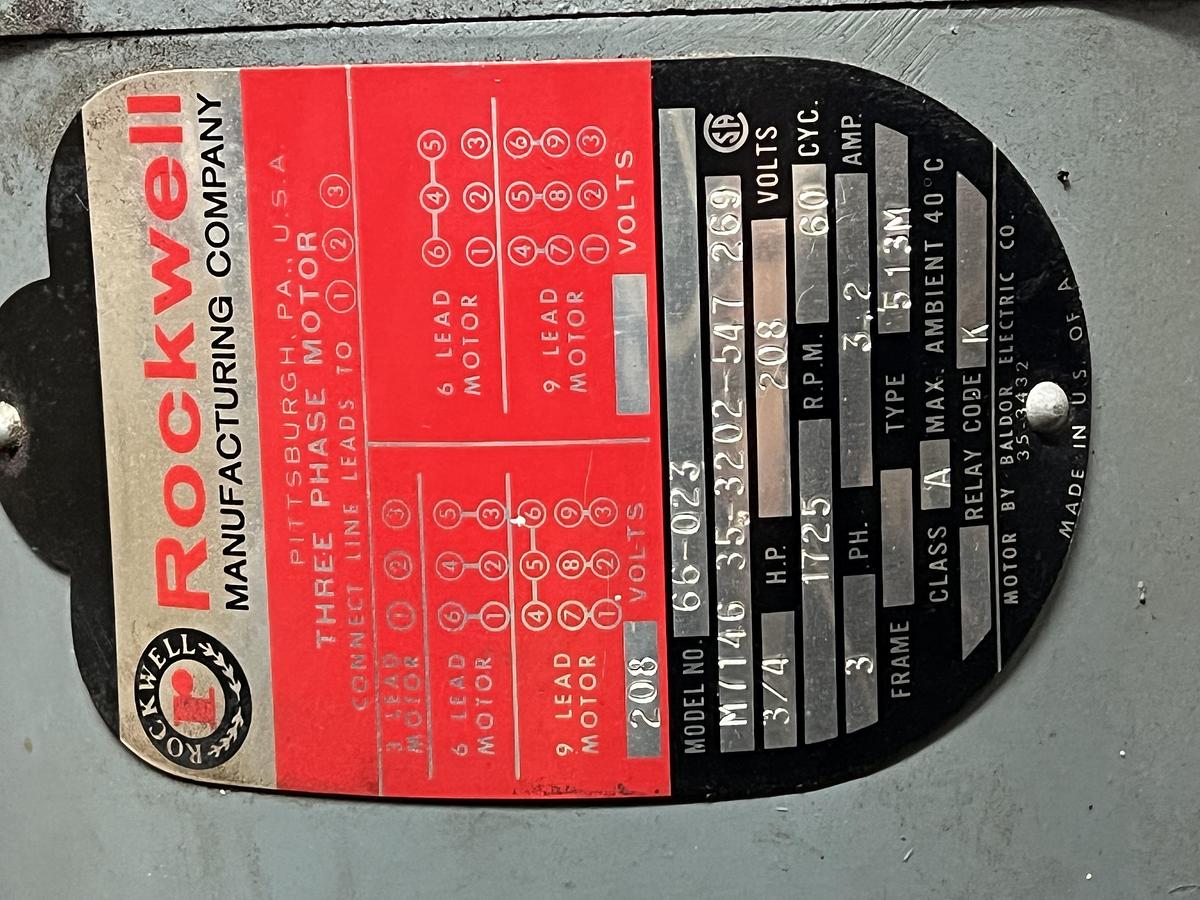 ROCKWELL
r
Rockwell
MANUFACTURING COMPANY
PITTSBURGH, PA., U.S.A.
THREE PHASE MOTOR
CONNECT LINE LEADS TO ① ② ③
3 LEAD MOTOR ① ② ③
6 LEAD MOTOR
⑥ ④-⑤
①-②-③
9 LEAD MOTOR
④-⑤-⑥
⑦ ⑧ ⑨
① ② ③
208 VOLTS
6 LEAD MOTOR
⑥-④-⑤
① ② ③
9 LEAD MOTOR
④ ⑤ ⑥
⑦ ⑧ ⑨
① ② ③
VOLTS
MODEL NO. 66-023
M7146 35-3202-547 269 SA
3/4 H.P. 208 VOLTS
1725 R.P.M. 60 CYC.
3 PH. 3.2 AMP.
FRAME TYPE 513M
CLASS A MAX. AMBIENT 40°C
RELAY CODE K
MOTOR BY BALDOR ELECTRIC CO.
35-3432
MADE IN U.S. OF A.